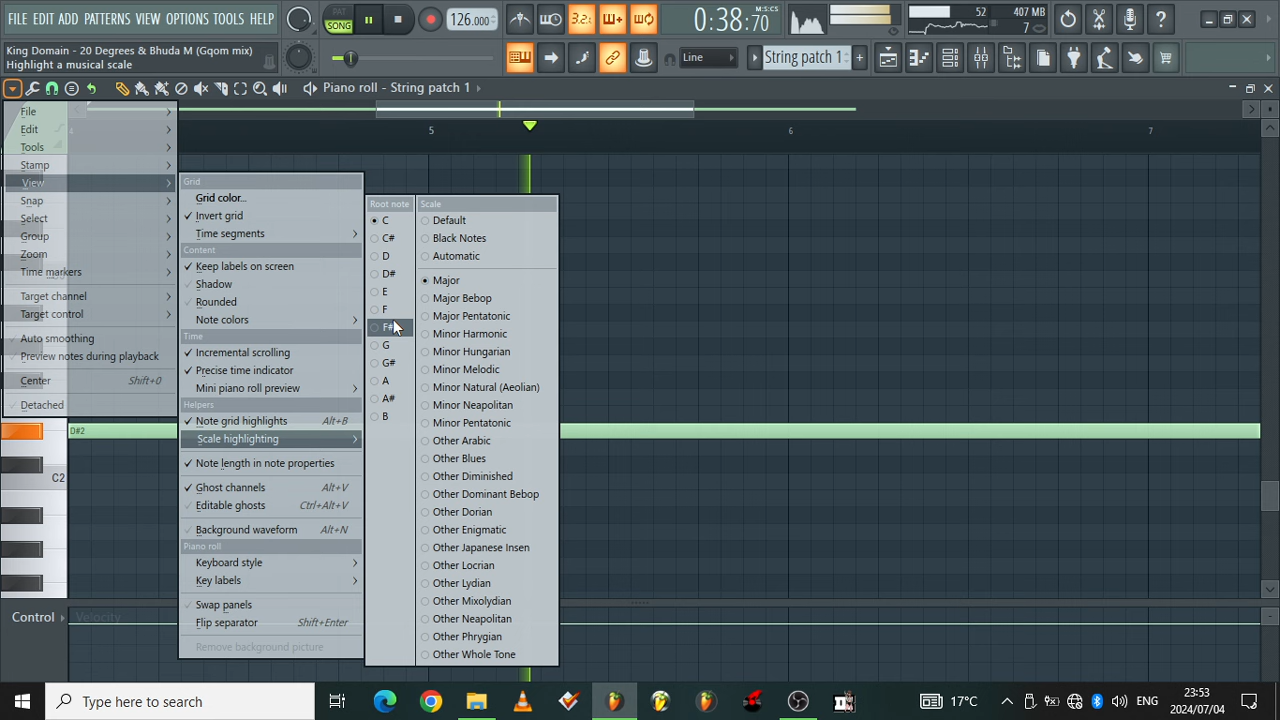 FILE EDIT ADD PATTERNS VIEW OPTIONS TOOLS HELP
PAT
SONG
126.000
3.2
0:38:70
M:S:CS
52
407 MB
7
King Domain - 20 Degrees & Bhuda M (Gqom mix)
Highlight a musical scale
Line
String patch 1
Piano roll - String patch 1
4
5
6
7
File
Edit
Tools
Stamp
View
Snap
Select
Group
Zoom
Time markers
Target channel
Target control
Auto smoothing
Preview notes during playback
Center Shift+0
Detached
Grid
Grid color...
Invert grid
Time segments
Content
Keep labels on screen
Shadow
Rounded
Note colors
Time
Incremental scrolling
Precise time indicator
Mini piano roll preview
Helpers
Note grid highlights Alt+B
Scale highlighting
Note length in note properties
Ghost channels Alt+V
Editable ghosts Ctrl+Alt+V
Background waveform Alt+N
Piano roll
Keyboard style
Key labels
Swap panels
Flip separator Shift+Enter
Remove background picture
Root note
C
C#
D
D#
E
F
F#
G
G#
A
A#
B
Scale
Default
Black Notes
Automatic
Major
Major Bebop
Major Pentatonic
Minor Harmonic
Minor Hungarian
Minor Melodic
Minor Natural (Aeolian)
Minor Neapolitan
Minor Pentatonic
Other Arabic
Other Blues
Other Diminished
Other Dominant Bebop
Other Dorian
Other Enigmatic
Other Japanese Insen
Other Locrian
Other Lydian
Other Mixolydian
Other Neapolitan
Other Phrygian
Other Whole Tone
D#2
C2
Control
Velocity
Type here to search
17°C
ENG
23:53
2024/07/04